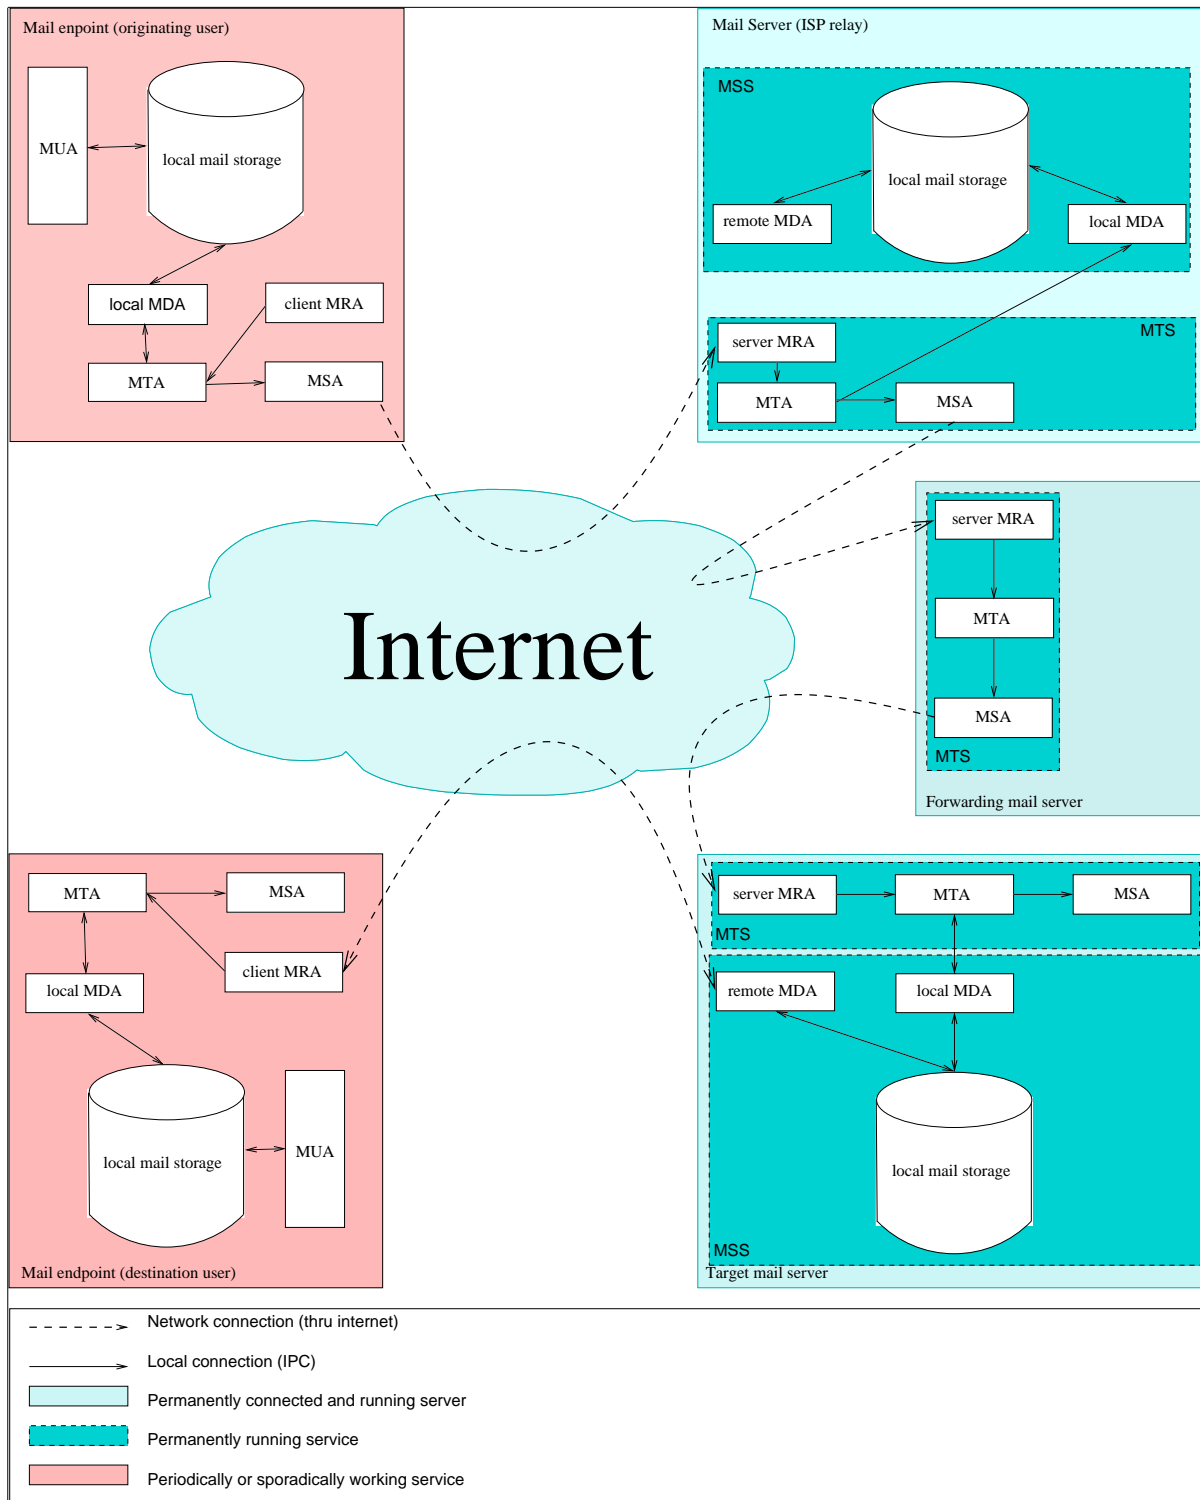 Mail enpoint (originating user)
MUA
local mail storage
local MDA
client MRA
MTA
MSA
Mail Server (ISP relay)
MSS
local mail storage
remote MDA
local MDA
MTS
server MRA
MTA
MSA
Internet
server MRA
MTA
MSA
MTS
Forwarding mail server
MTA
MSA
client MRA
local MDA
local mail storage
MUA
Mail endpoint (destination user)
server MRA
MTA
MSA
MTS
remote MDA
local MDA
local mail storage
MSS
Target mail server
Network connection (thru internet)
Local connection (IPC)
Permanently connected and running server
Permanently running service
Periodically or sporadically working service